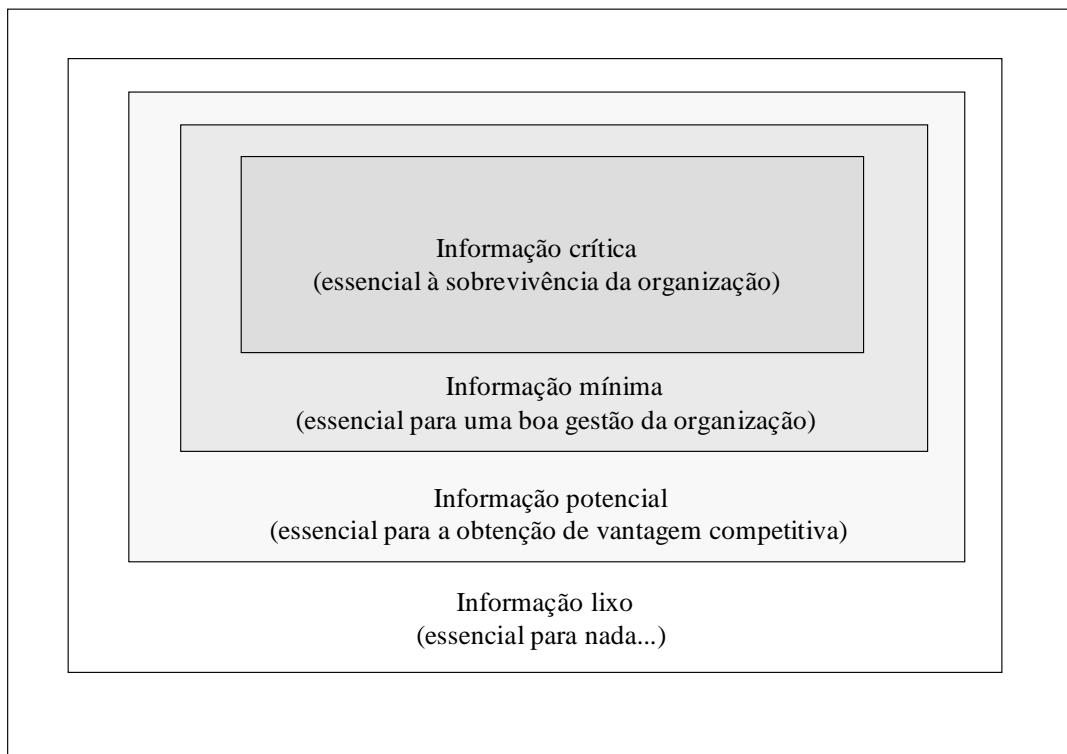 Informação crítica
(essencial à sobrevivência da organização)
Informação mínima
(essencial para uma boa gestão da organização)
Informação potencial
(essencial para a obtenção de vantagem competitiva)
Informação lixo
(essencial para nada...)